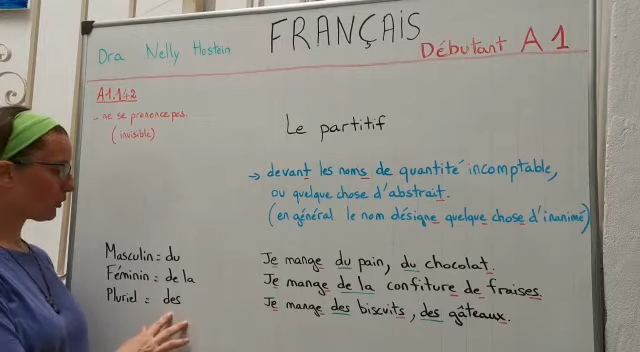 FRANÇAIS
Dra Nelly Hostein
Débutant A1
A1.142
- ne se prononce pas.
(invisible)
Le partitif
→ devant les noms de quantité incomptable,
ou quelque chose d'abstrait.
(en général le nom désigne quelque chose d'inanimé)
Masculin = du
Féminin = de la
Pluriel = des
Je mange du pain, du chocolat.
Je mange de la confiture de fraises.
Je mange des biscuits, des gâteaux.